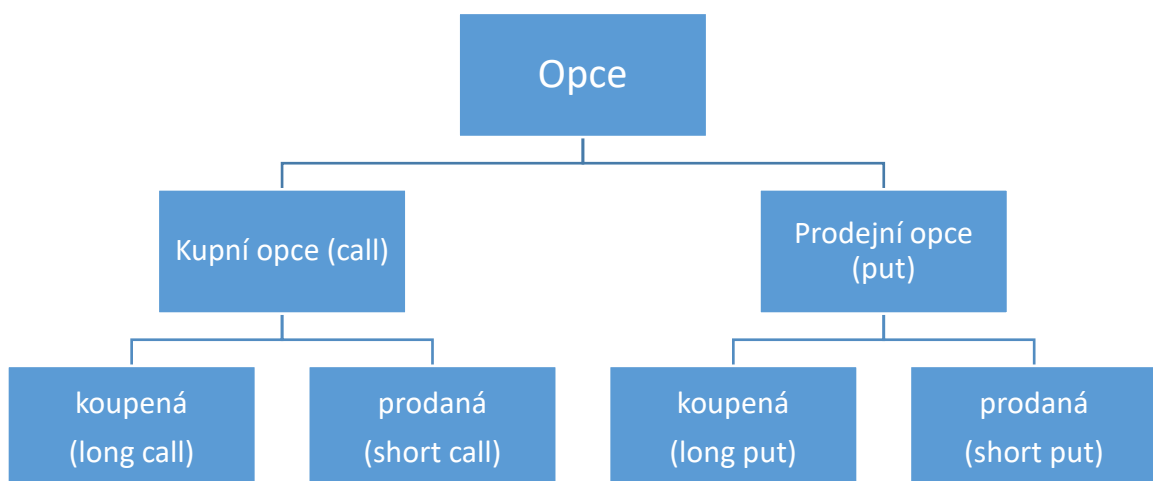 Opce
Kupní opce (call)
Prodejní opce
(put)
koupená
(long call)
prodaná
(short call)
koupená
(long put)
prodaná
(short put)